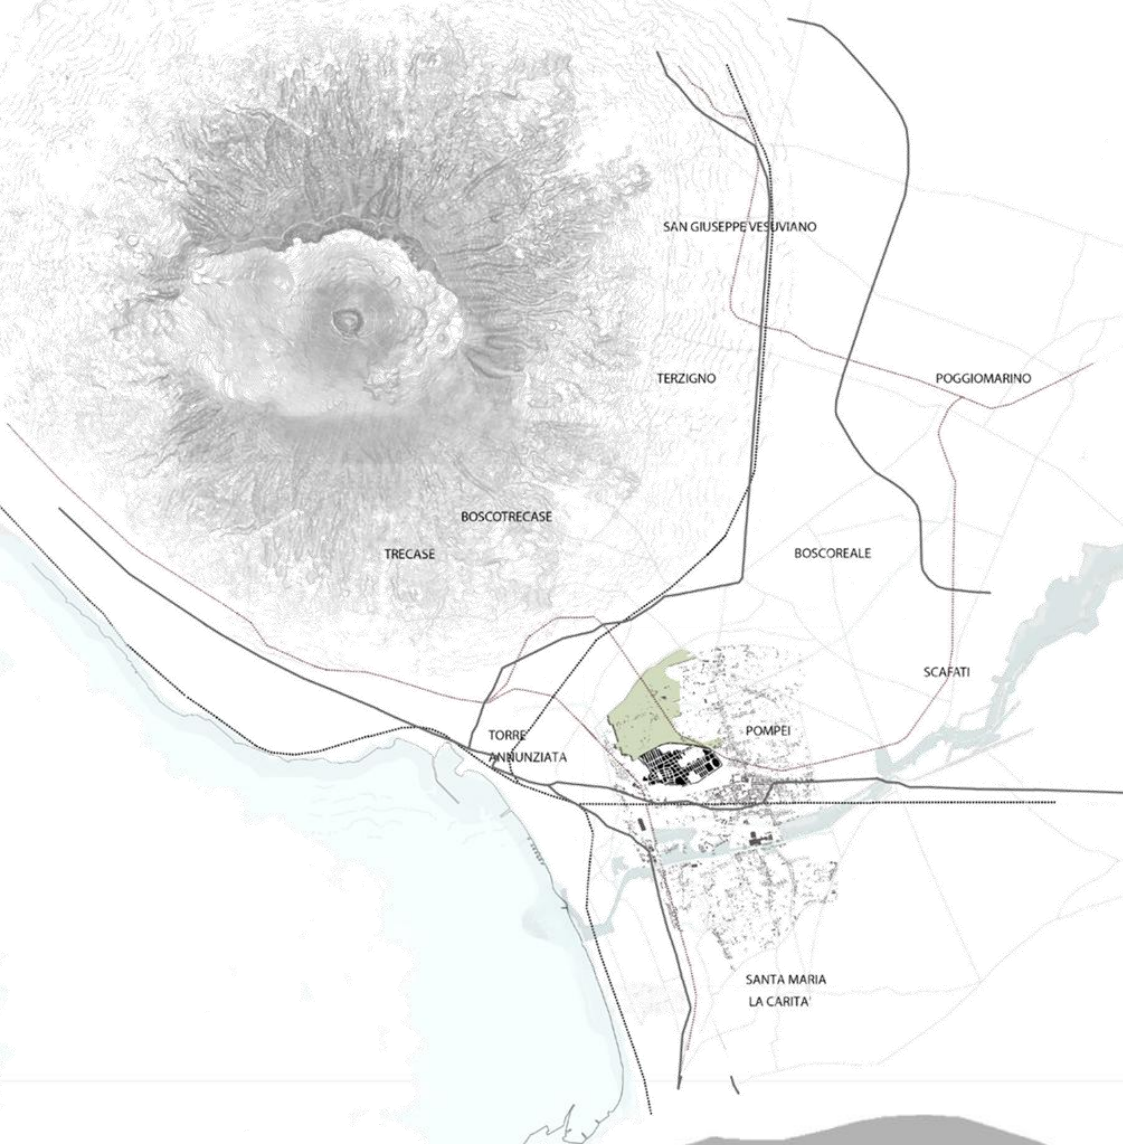 SAN GIUSEPPE VESUVIANO
TERZIGNO
POGGIOMARINO
BOSCOTRECASE
TRECASE
BOSCOREALE
SCAFATI
TORRE
ANNUNZIATA
POMPEI
SANTA MARIA
LA CARITA'